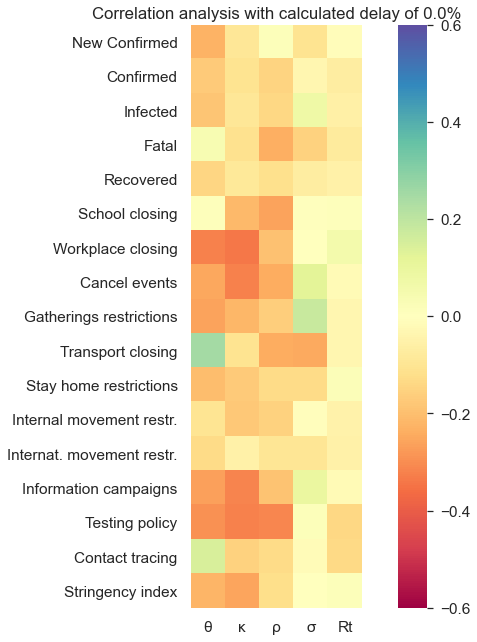 Correlation analysis with calculated delay of 0.0%
New Confirmed
Confirmed
Infected
Fatal
Recovered
School closing
Workplace closing
Cancel events
Gatherings restrictions
Transport closing
Stay home restrictions
Internal movement restr.
Internat. movement restr.
Information campaigns
Testing policy
Contact tracing
Stringency index
θ κ ρ σ Rt
0.6
0.4
0.2
0.0
−0.2
−0.4
−0.6